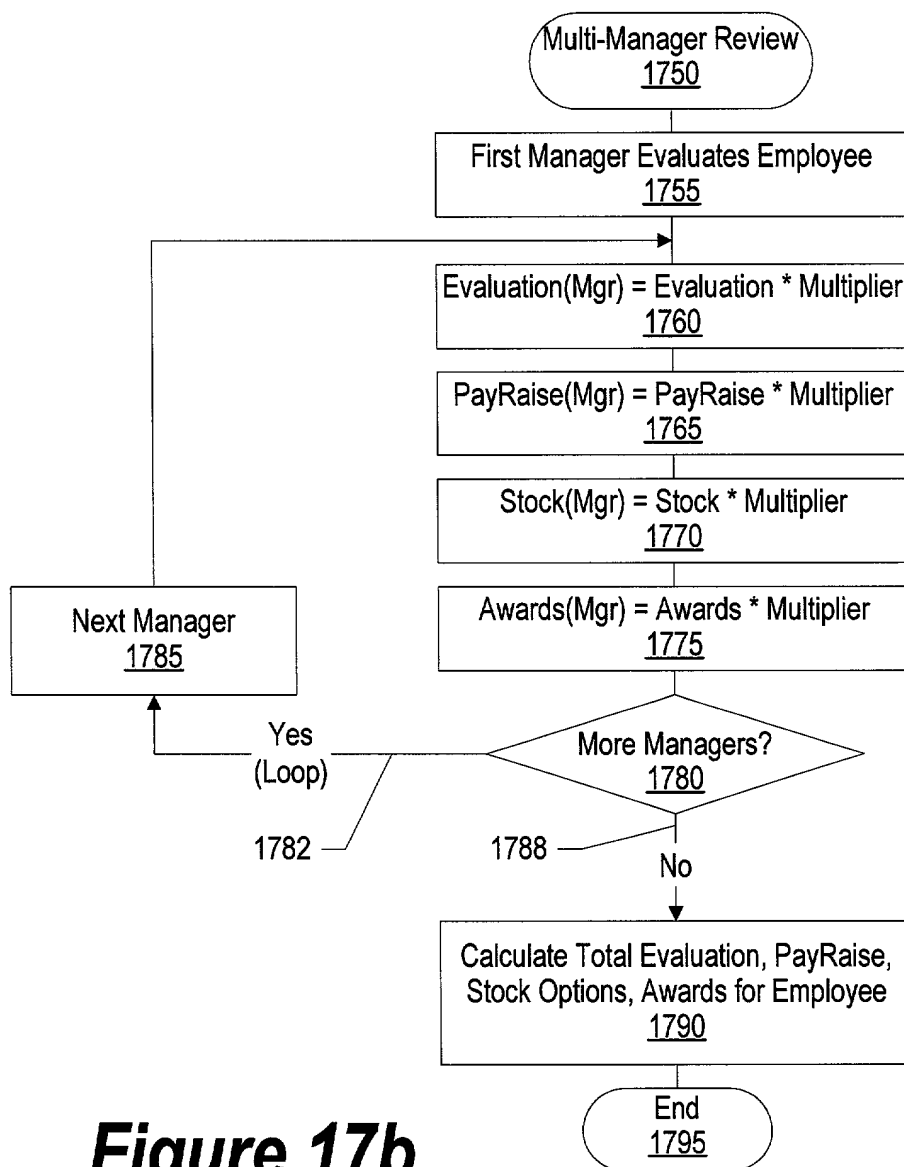 Multi-Manager Review
1750
First Manager Evaluates Employee
1755
Evaluation(Mgr) = Evaluation * Multiplier
1760
PayRaise(Mgr) = PayRaise * Multiplier
1765
Stock(Mgr) = Stock * Multiplier
1770
Awards(Mgr) = Awards * Multiplier
1775
Next Manager
1785
More Managers?
1780
Yes
(Loop)
1782
1788
No
Calculate Total Evaluation, PayRaise,
Stock Options, Awards for Employee
1790
End
1795
Figure 17b